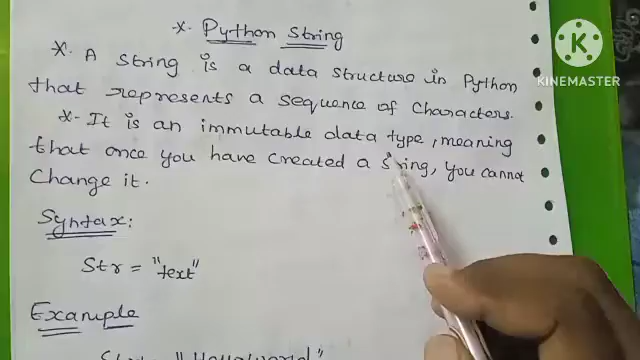 * Python String
* A string is a data structure in Python
that represents a sequence of characters.
* It is an immutable data type, meaning
that once you have created a string, you cannot
change it.
Syntax:
Str = "text"
Example
KINEMASTER